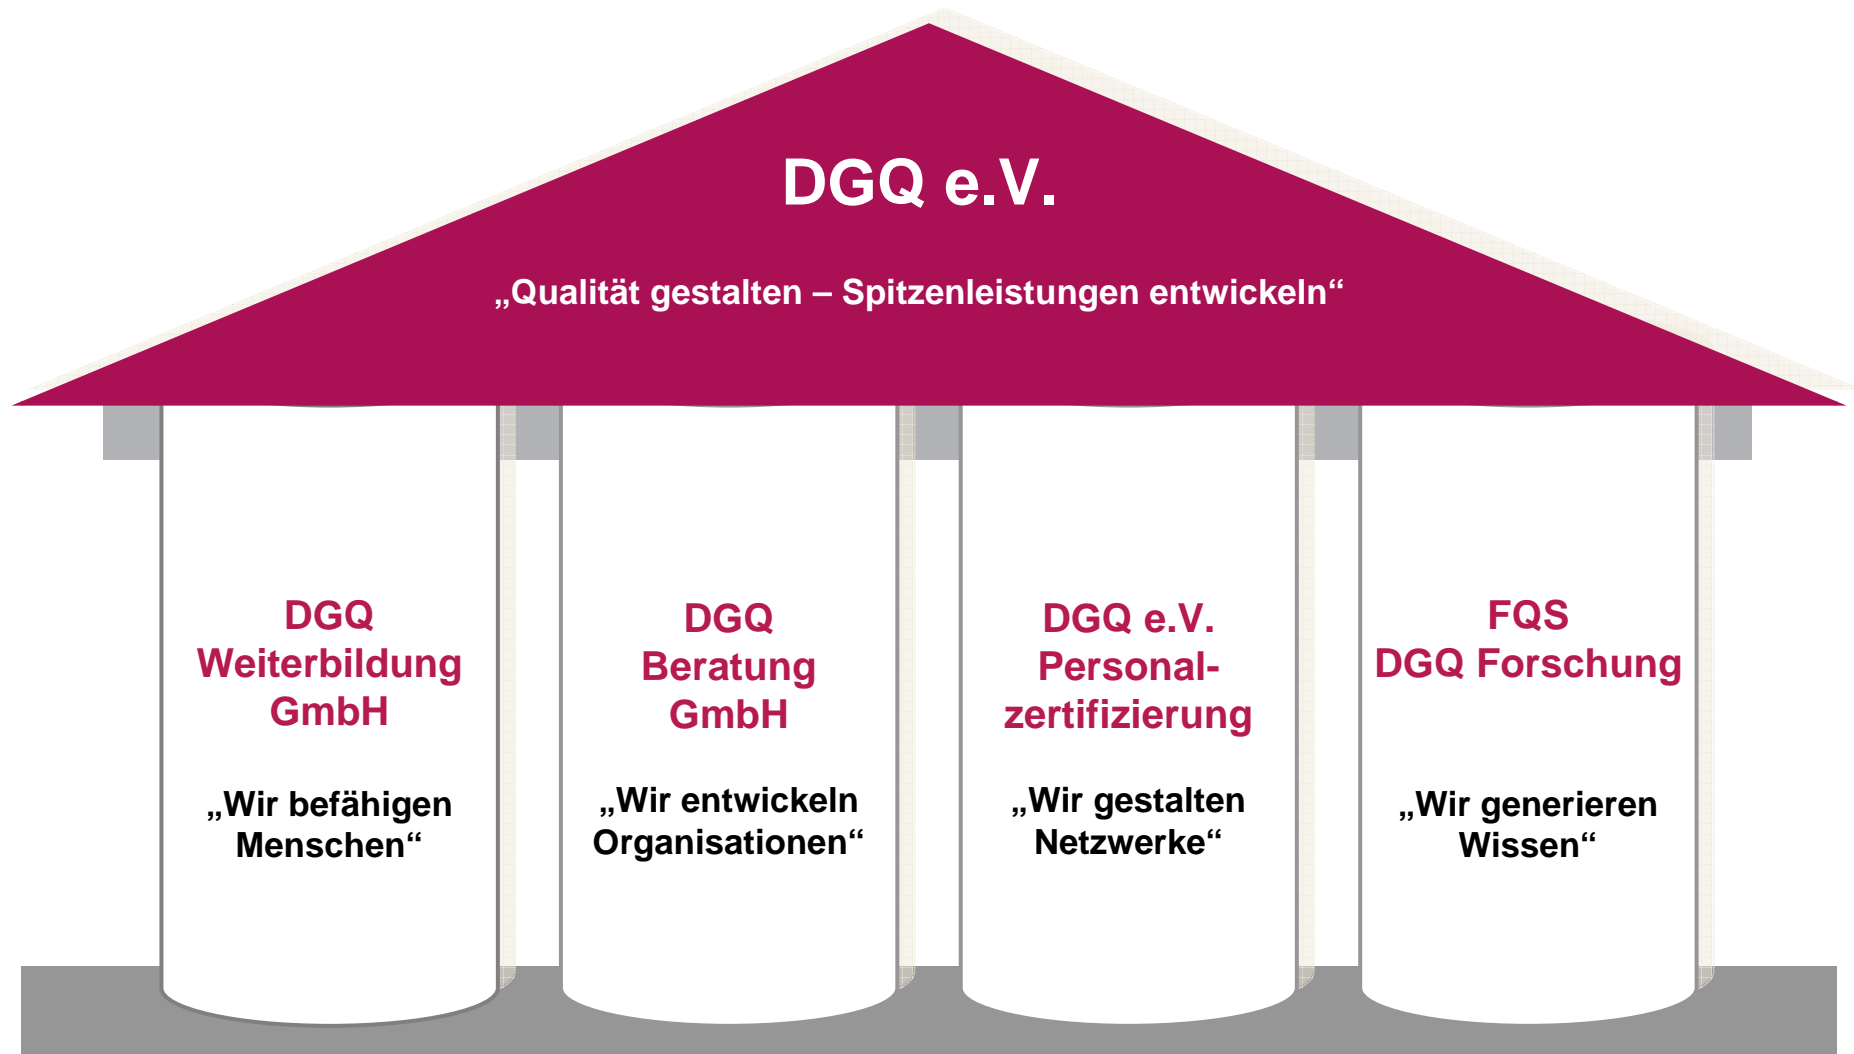 DGQ e.V.
„Qualität gestalten – Spitzenleistungen entwickeln“
DGQ
Weiterbildung
GmbH
„Wir befähigen
Menschen“
DGQ
Beratung
GmbH
„Wir entwickeln
Organisationen“
DGQ e.V.
Personal-
zertifizierung
„Wir gestalten
Netzwerke“
FQS
DGQ Forschung
„Wir generieren
Wissen“